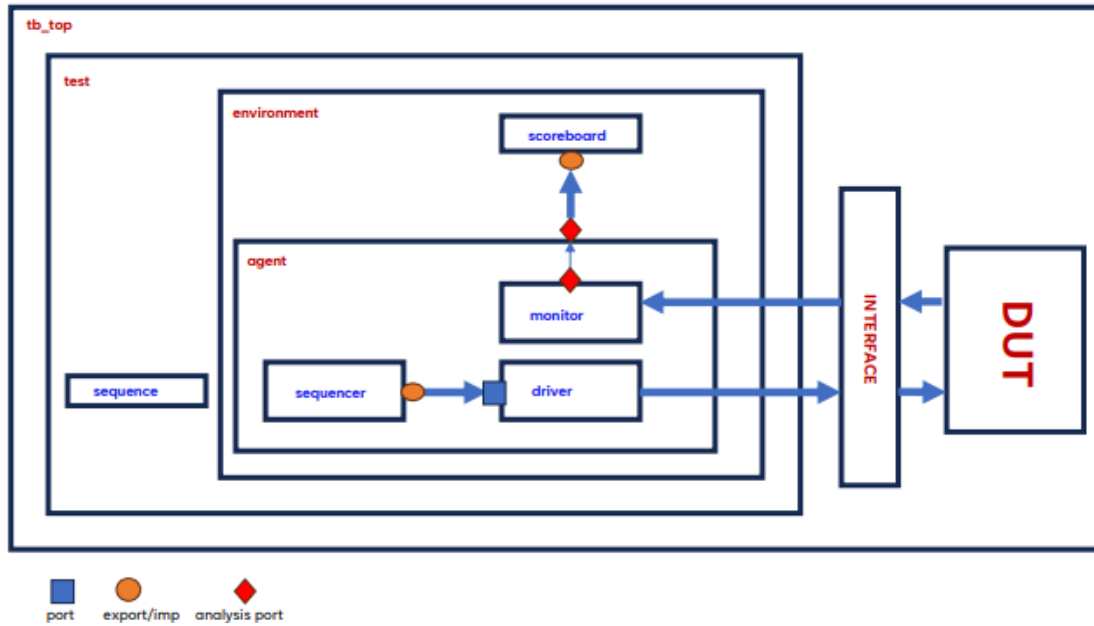 tb_top
test
environment
scoreboard
agent
monitor
sequence
sequencer
driver
INTERFACE
DUT
port
export/imp
analysis port